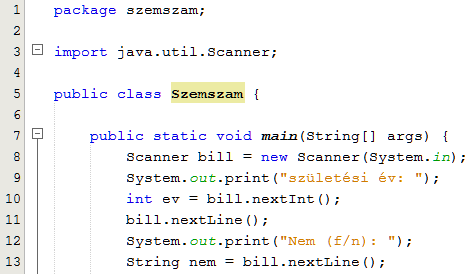 1 package szemszam;
2
3 import java.util.Scanner;
4
5 public class Szemszam {
6
7 public static void main(String[] args) {
8 Scanner bill = new Scanner(System.in);
9 System.out.print("születési év: ");
10 int ev = bill.nextInt();
11 bill.nextLine();
12 System.out.print("Nem (f/n): ");
13 String nem = bill.nextLine();